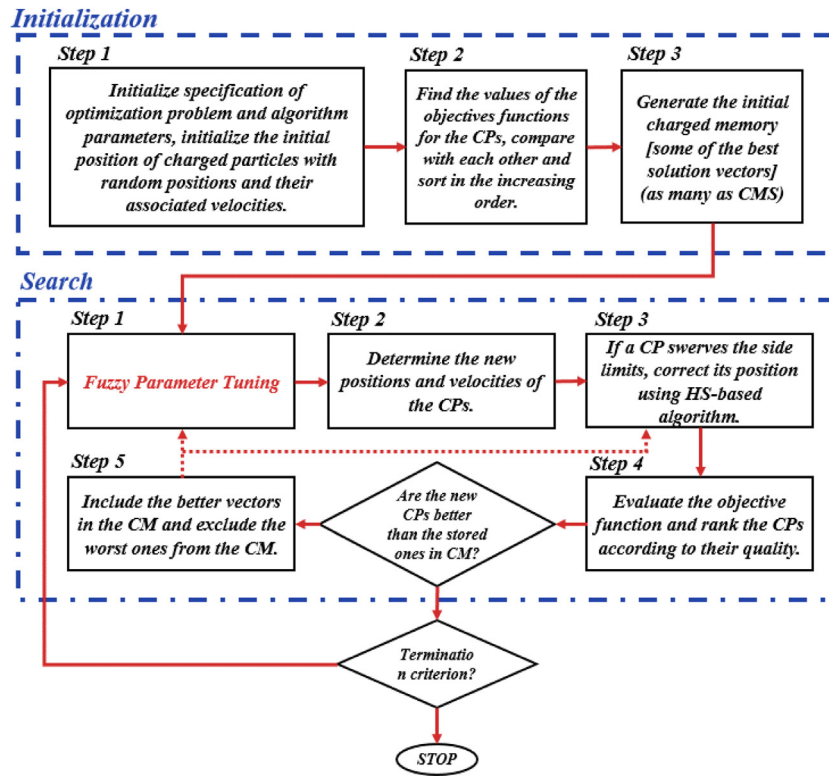 Initialization
Step 1
Initialize specification of
optimization problem and algorithm
parameters, initialize the initial
position of charged particles with
random positions and their
associated velocities.
Step 2
Find the values of the
objectives functions
for the CPs, compare
with each other and
sort in the increasing
order.
Step 3
Generate the initial
charged memory
[some of the best
solution vectors]
(as many as CMS)
Search
Step 1
Fuzzy Parameter Tuning
Step 2
Determine the new
positions and velocities of
the CPs.
Step 3
If a CP swerves the side
limits, correct its position
using HS-based
algorithm.
Step 4
Evaluate the objective
function and rank the CPs
according to their quality.
Are the new
CPs better
than the stored
ones in CM?
Step 5
Include the better vectors
in the CM and exclude the
worst ones from the CM.
Terminatio
n criterion?
STOP